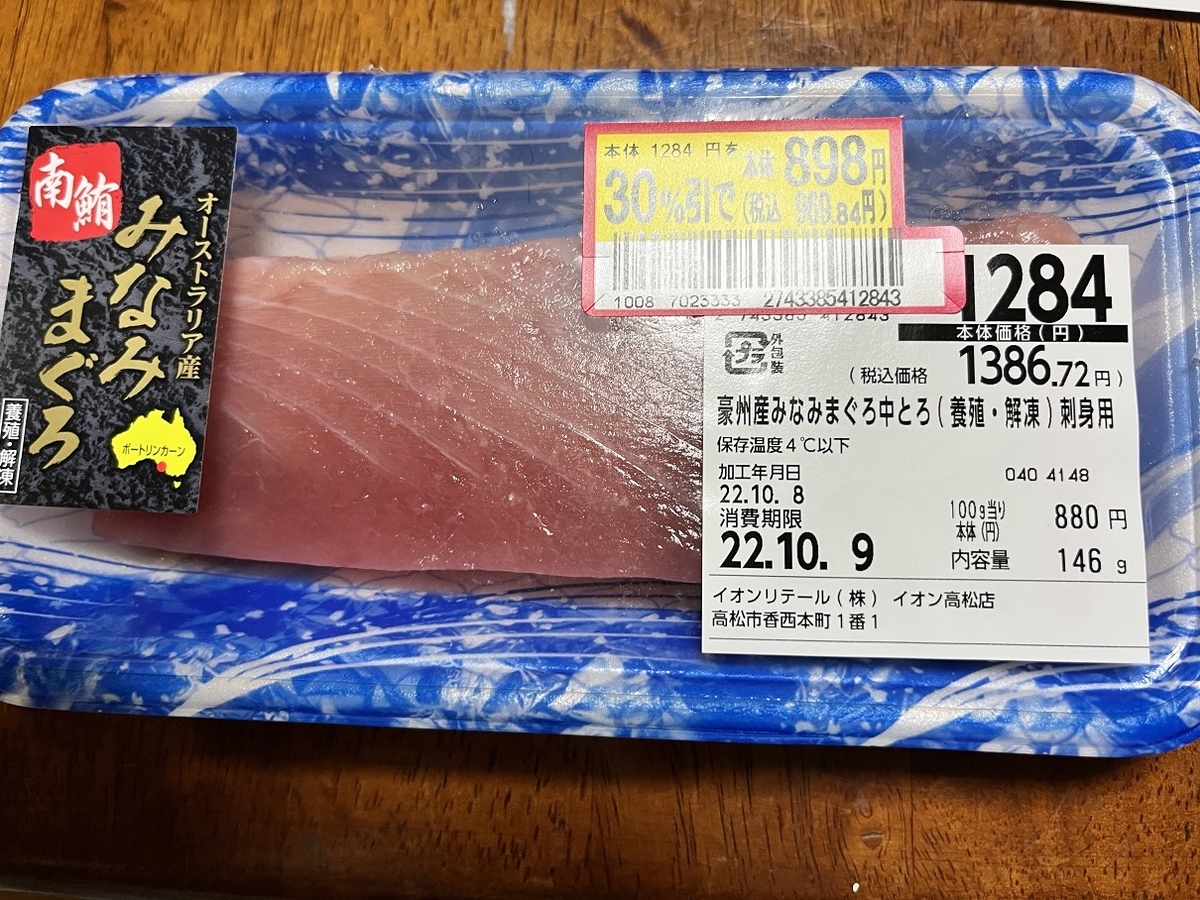 南鮪
オーストラリア産
みなみ
まぐろ
ポートリンカーン
養殖・解凍
本体 1284 円を
30%引で 本体 898円
(税込 969.84円)
1008 7023333 2743385412843
1284
本体価格(円)
プラ 外包装
(税込価格 1386.72円)
豪州産みなみまぐろ中とろ(養殖・解凍)刺身用
保存温度4℃以下
加工年月日 040 4148
22.10. 8
消費期限 100g当り本体(円) 880 円
22.10. 9 内容量 146 g
イオンリテール(株) イオン高松店
高松市香西本町1番1